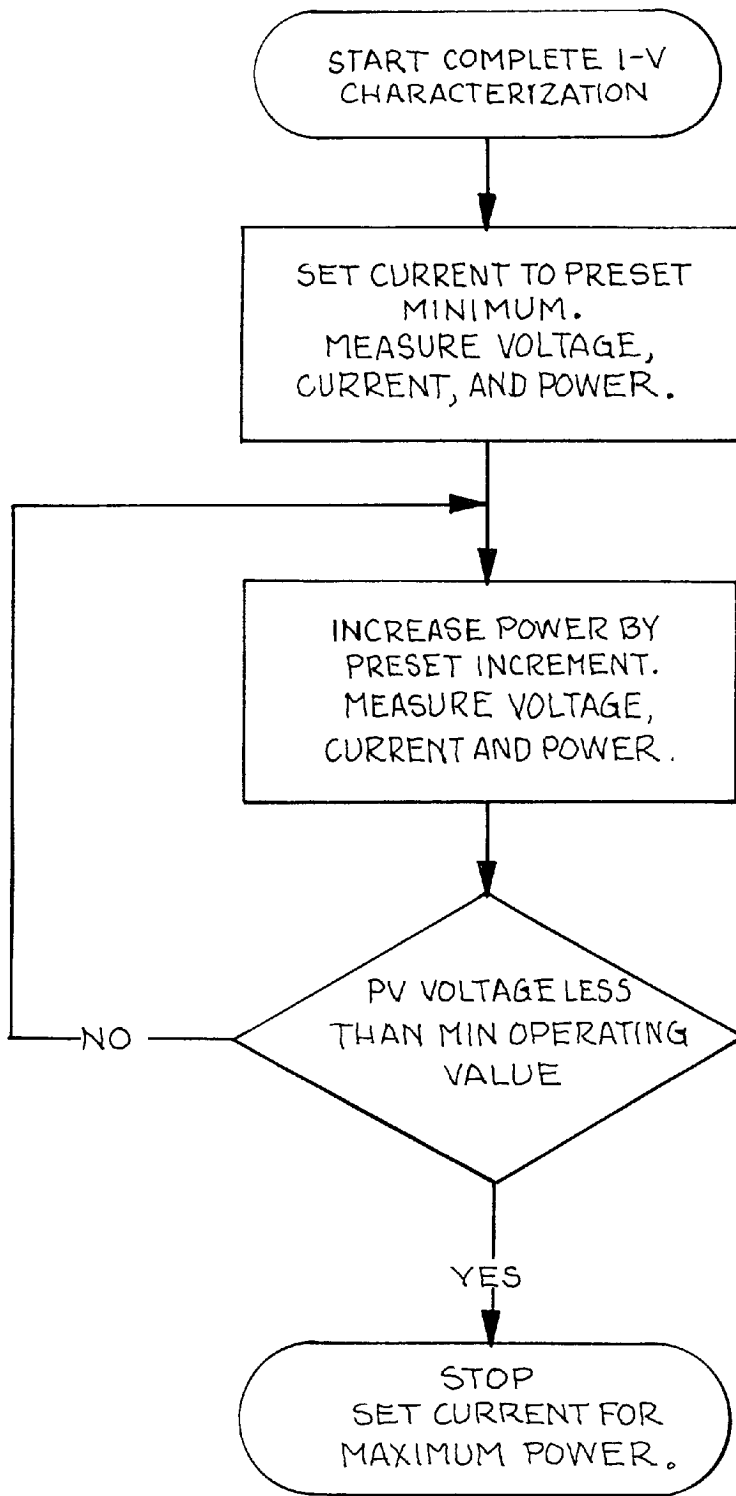 START COMPLETE I-V
CHARACTERIZATION
SET CURRENT TO PRESET
MINIMUM.
MEASURE VOLTAGE,
CURRENT, AND POWER.
INCREASE POWER BY
PRESET INCREMENT.
MEASURE VOLTAGE,
CURRENT AND POWER.
PV VOLTAGE LESS
THAN MIN OPERATING
VALUE
NO
YES
STOP
SET CURRENT FOR
MAXIMUM POWER.